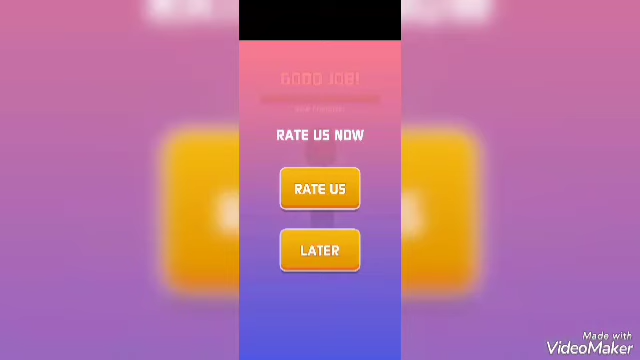 GOOD JOB!
RATE US NOW
RATE US
LATER
Made with
VideoMaker